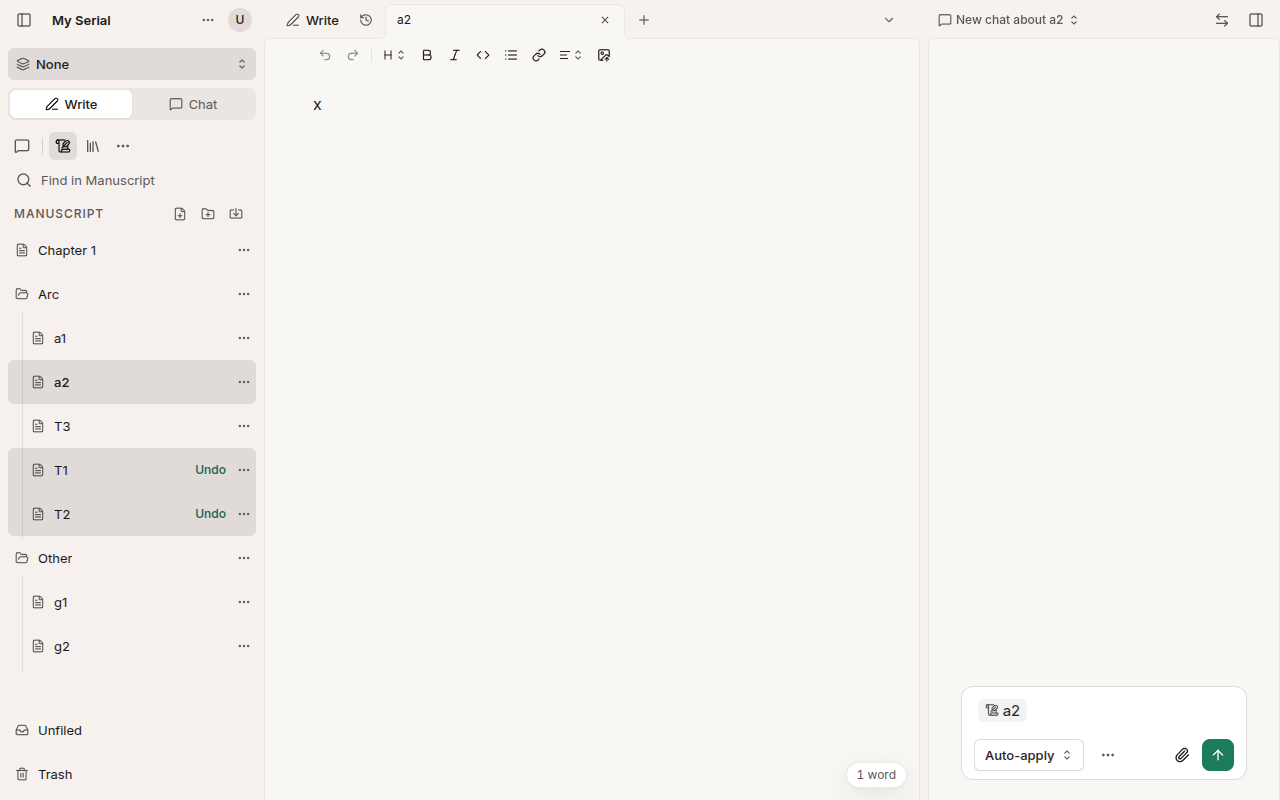 My Serial
U
None
Write
Chat
Find in Manuscript
MANUSCRIPT
Chapter 1
Arc
a1
a2
T3
T1 Undo
T2 Undo
Other
g1
g2
Unfiled
Trash
Write
a2
H B I
x
1 word
New chat about a2
a2
Auto-apply